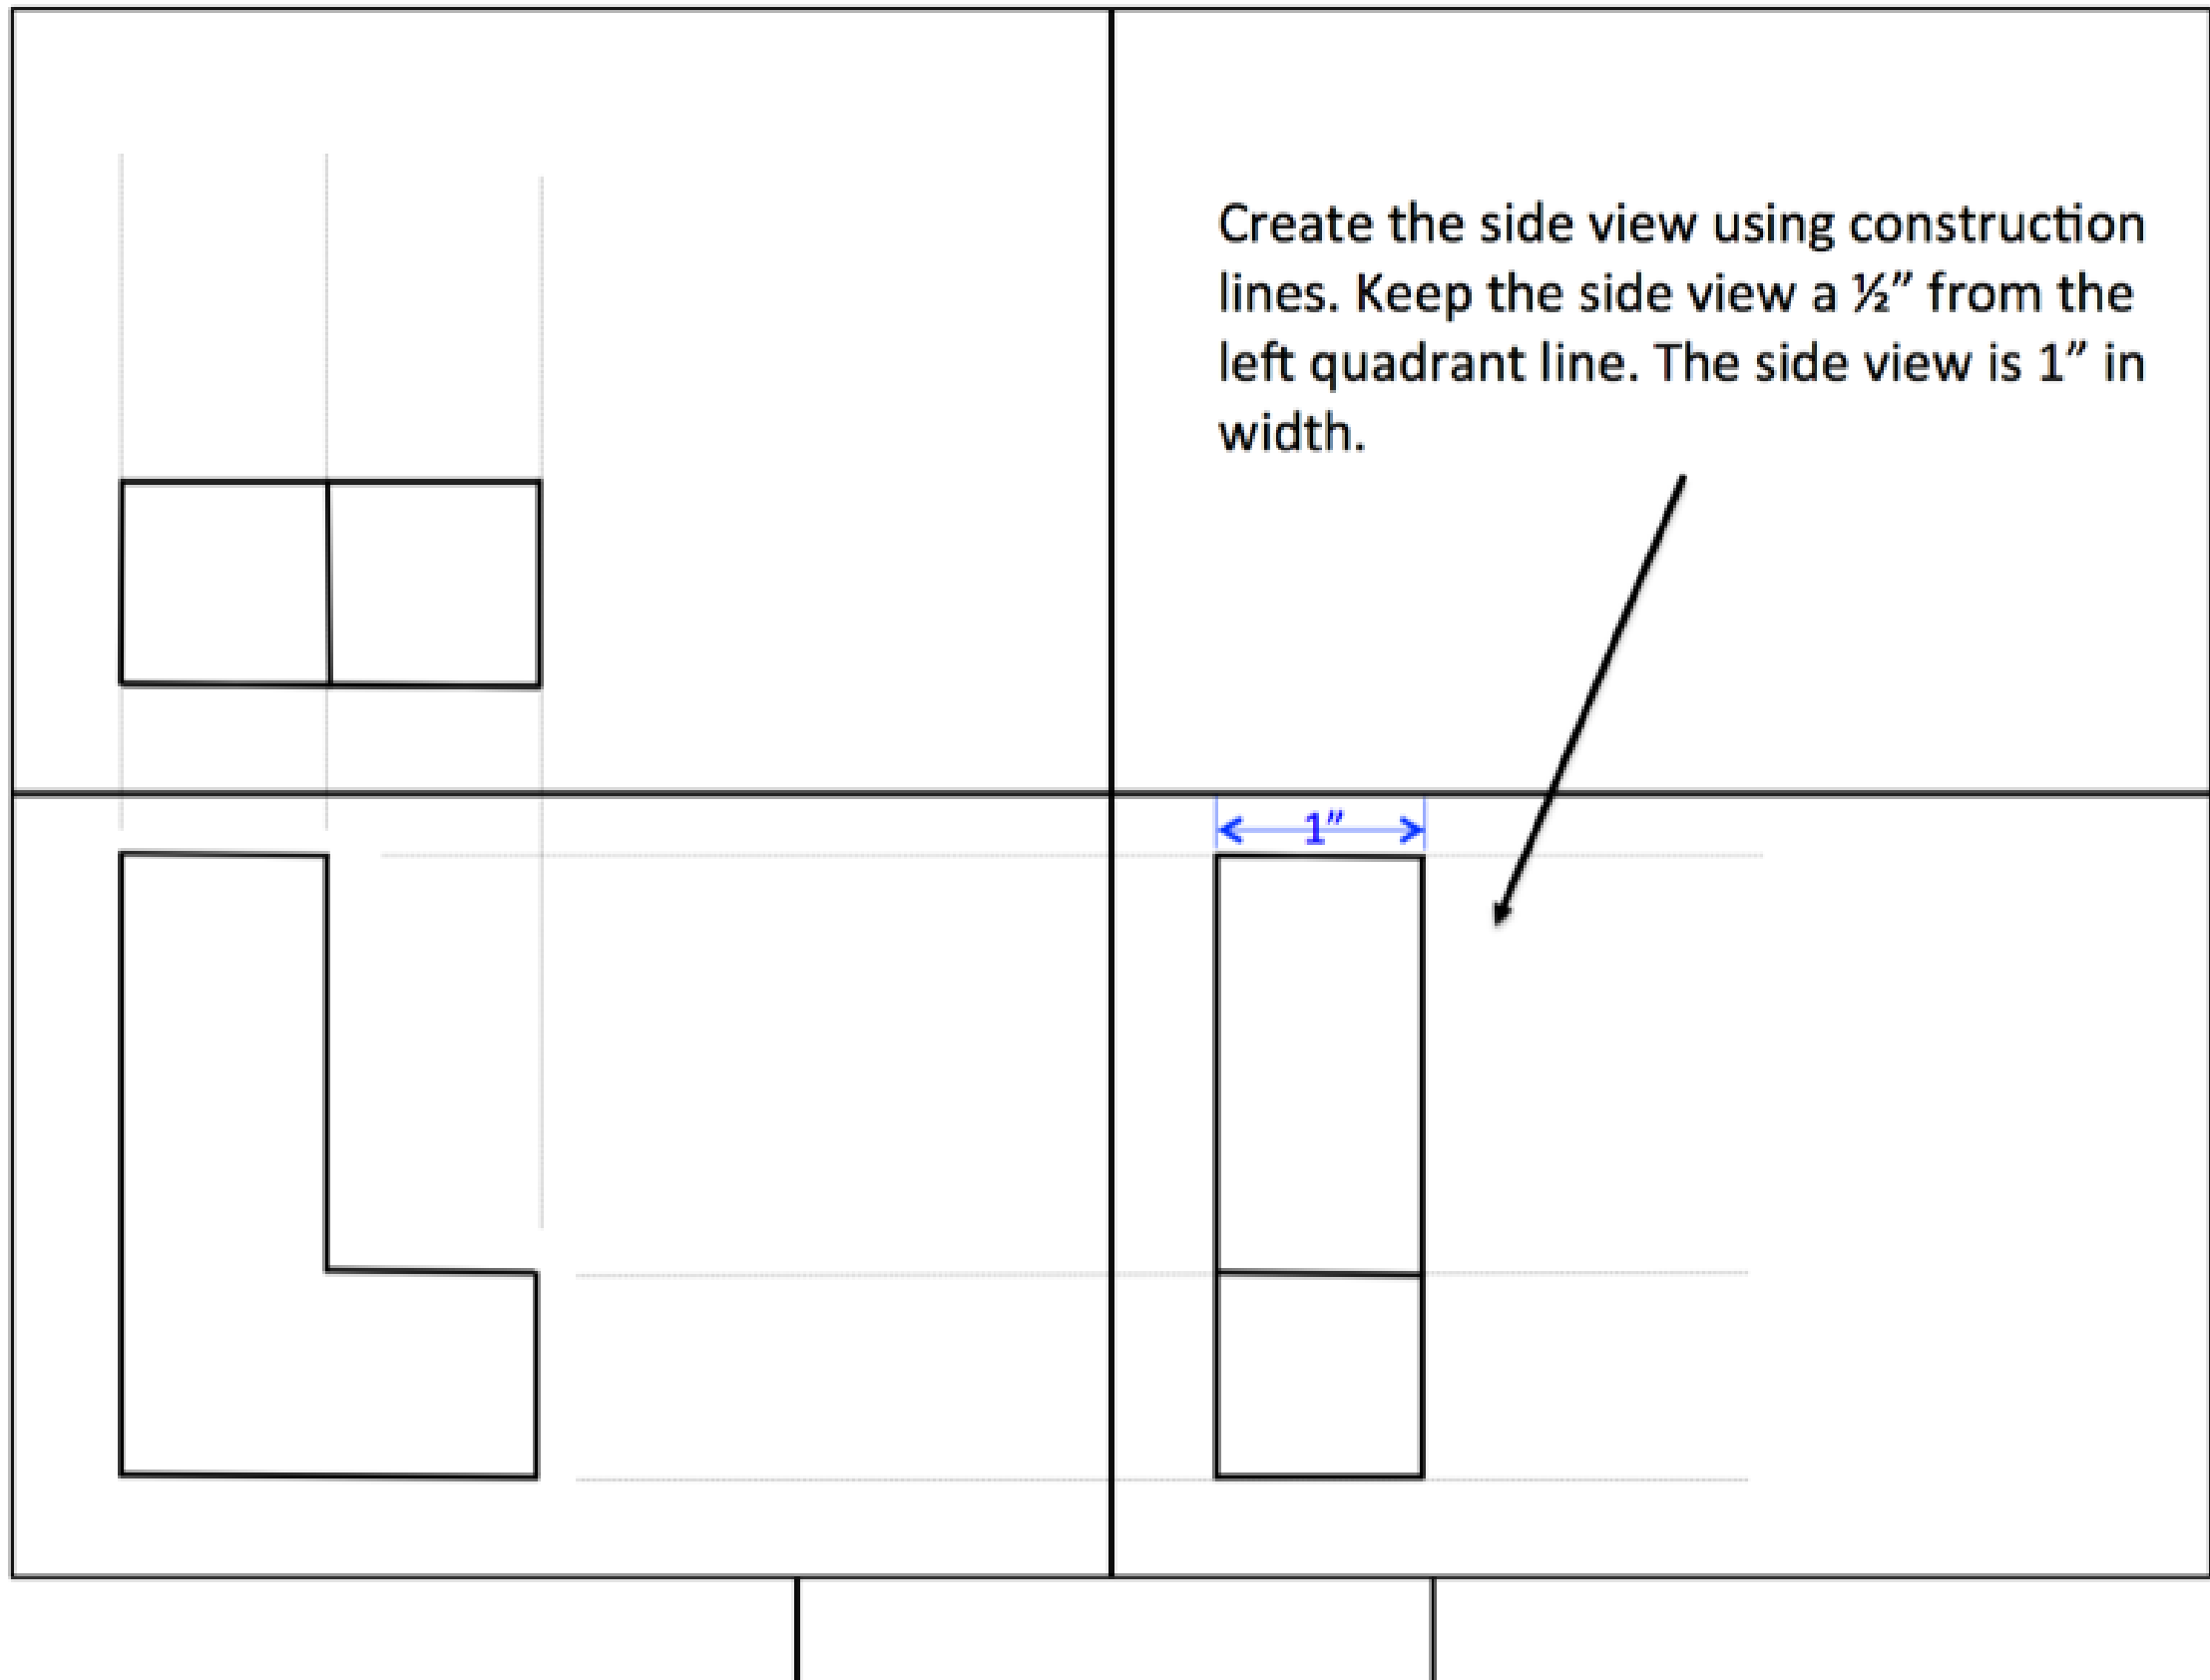 Create the side view using construction
lines. Keep the side view a ½” from the
left quadrant line. The side view is 1” in
width.
1”